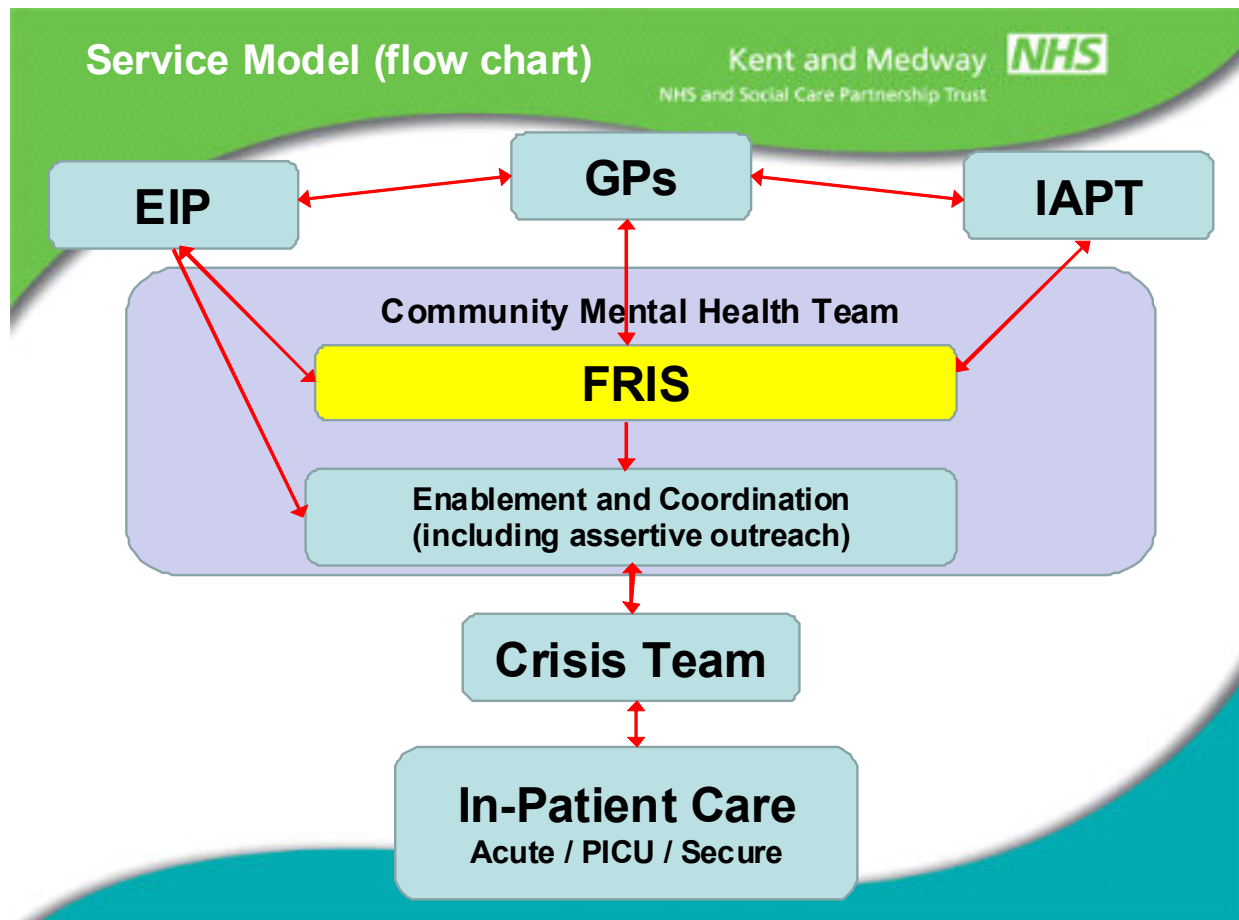 Service Model (flow chart)
Kent and Medway NHS
NHS and Social Care Partnership Trust
EIP
GPs
IAPT
Community Mental Health Team
FRIS
Enablement and Coordination
(including assertive outreach)
Crisis Team
In-Patient Care
Acute / PICU / Secure